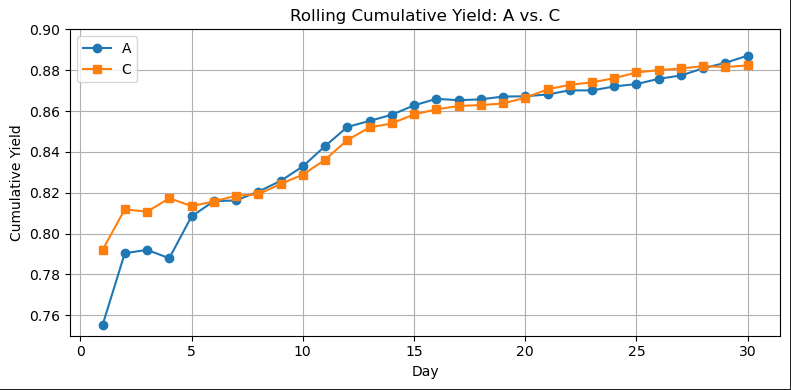 Rolling Cumulative Yield: A vs. C
A
C
Cumulative Yield
0.90
0.88
0.86
0.84
0.82
0.80
0.78
0.76
0 5 10 15 20 25 30
Day